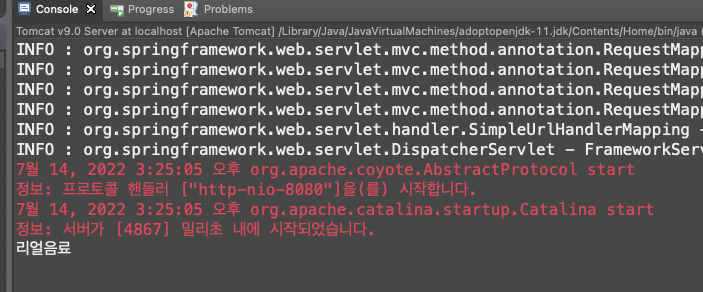 Console Progress Problems
Tomcat v9.0 Server at localhost [Apache Tomcat] /Library/Java/JavaVirtualMachines/adoptopenjdk-11.jdk/Contents/Home/bin/java (
INFO : org.springframework.web.servlet.mvc.method.annotation.RequestMapp
INFO : org.springframework.web.servlet.mvc.method.annotation.RequestMapp
INFO : org.springframework.web.servlet.mvc.method.annotation.RequestMapp
INFO : org.springframework.web.servlet.mvc.method.annotation.RequestMapp
INFO : org.springframework.web.servlet.handler.SimpleUrlHandlerMapping -
INFO : org.springframework.web.servlet.DispatcherServlet - FrameworkServ
7월 14, 2022 3:25:05 오후 org.apache.coyote.AbstractProtocol start
정보: 프로토콜 핸들러 ["http-nio-8080"]을(를) 시작합니다.
7월 14, 2022 3:25:05 오후 org.apache.catalina.startup.Catalina start
정보: 서버가 [4867] 밀리초 내에 시작되었습니다.
리얼음료